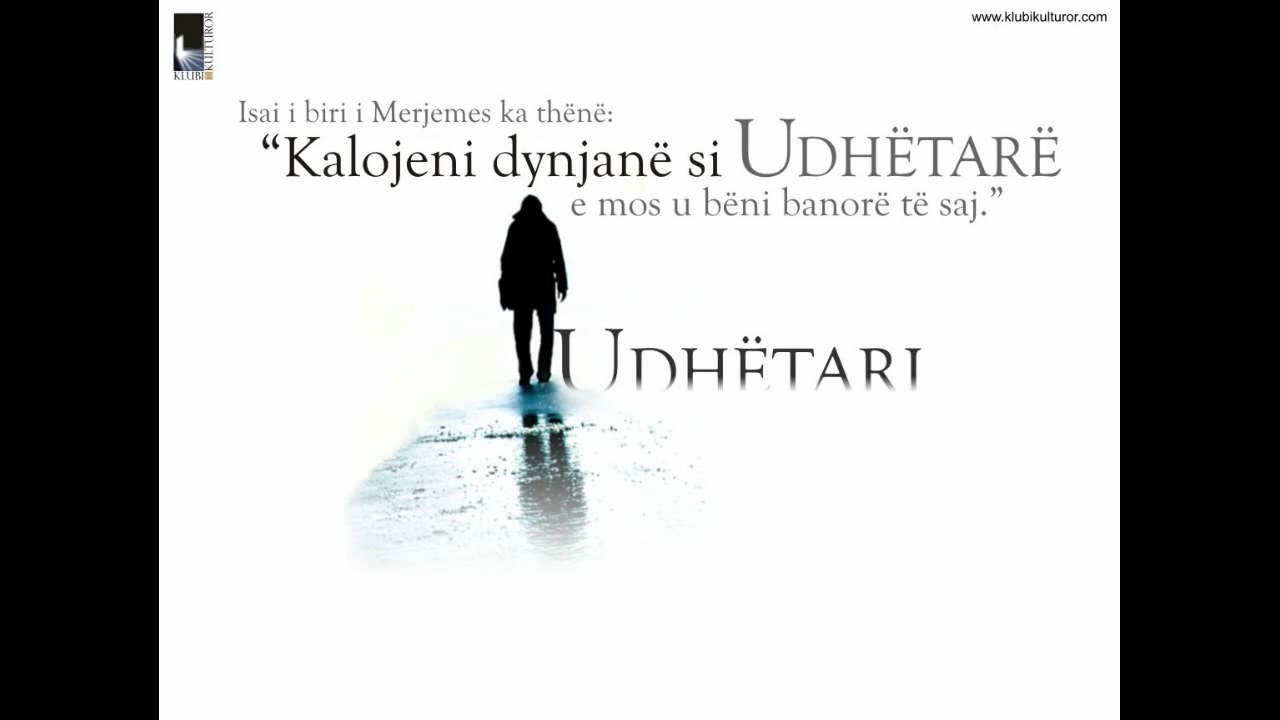 www.klubikulturor.com
KLUBI KULTUROR
Isai i biri i Merjemes ka thënë:
“Kalojeni dynjanë si UDHËTARË
e mos u bëni banorë të saj.”
UDHËTARI